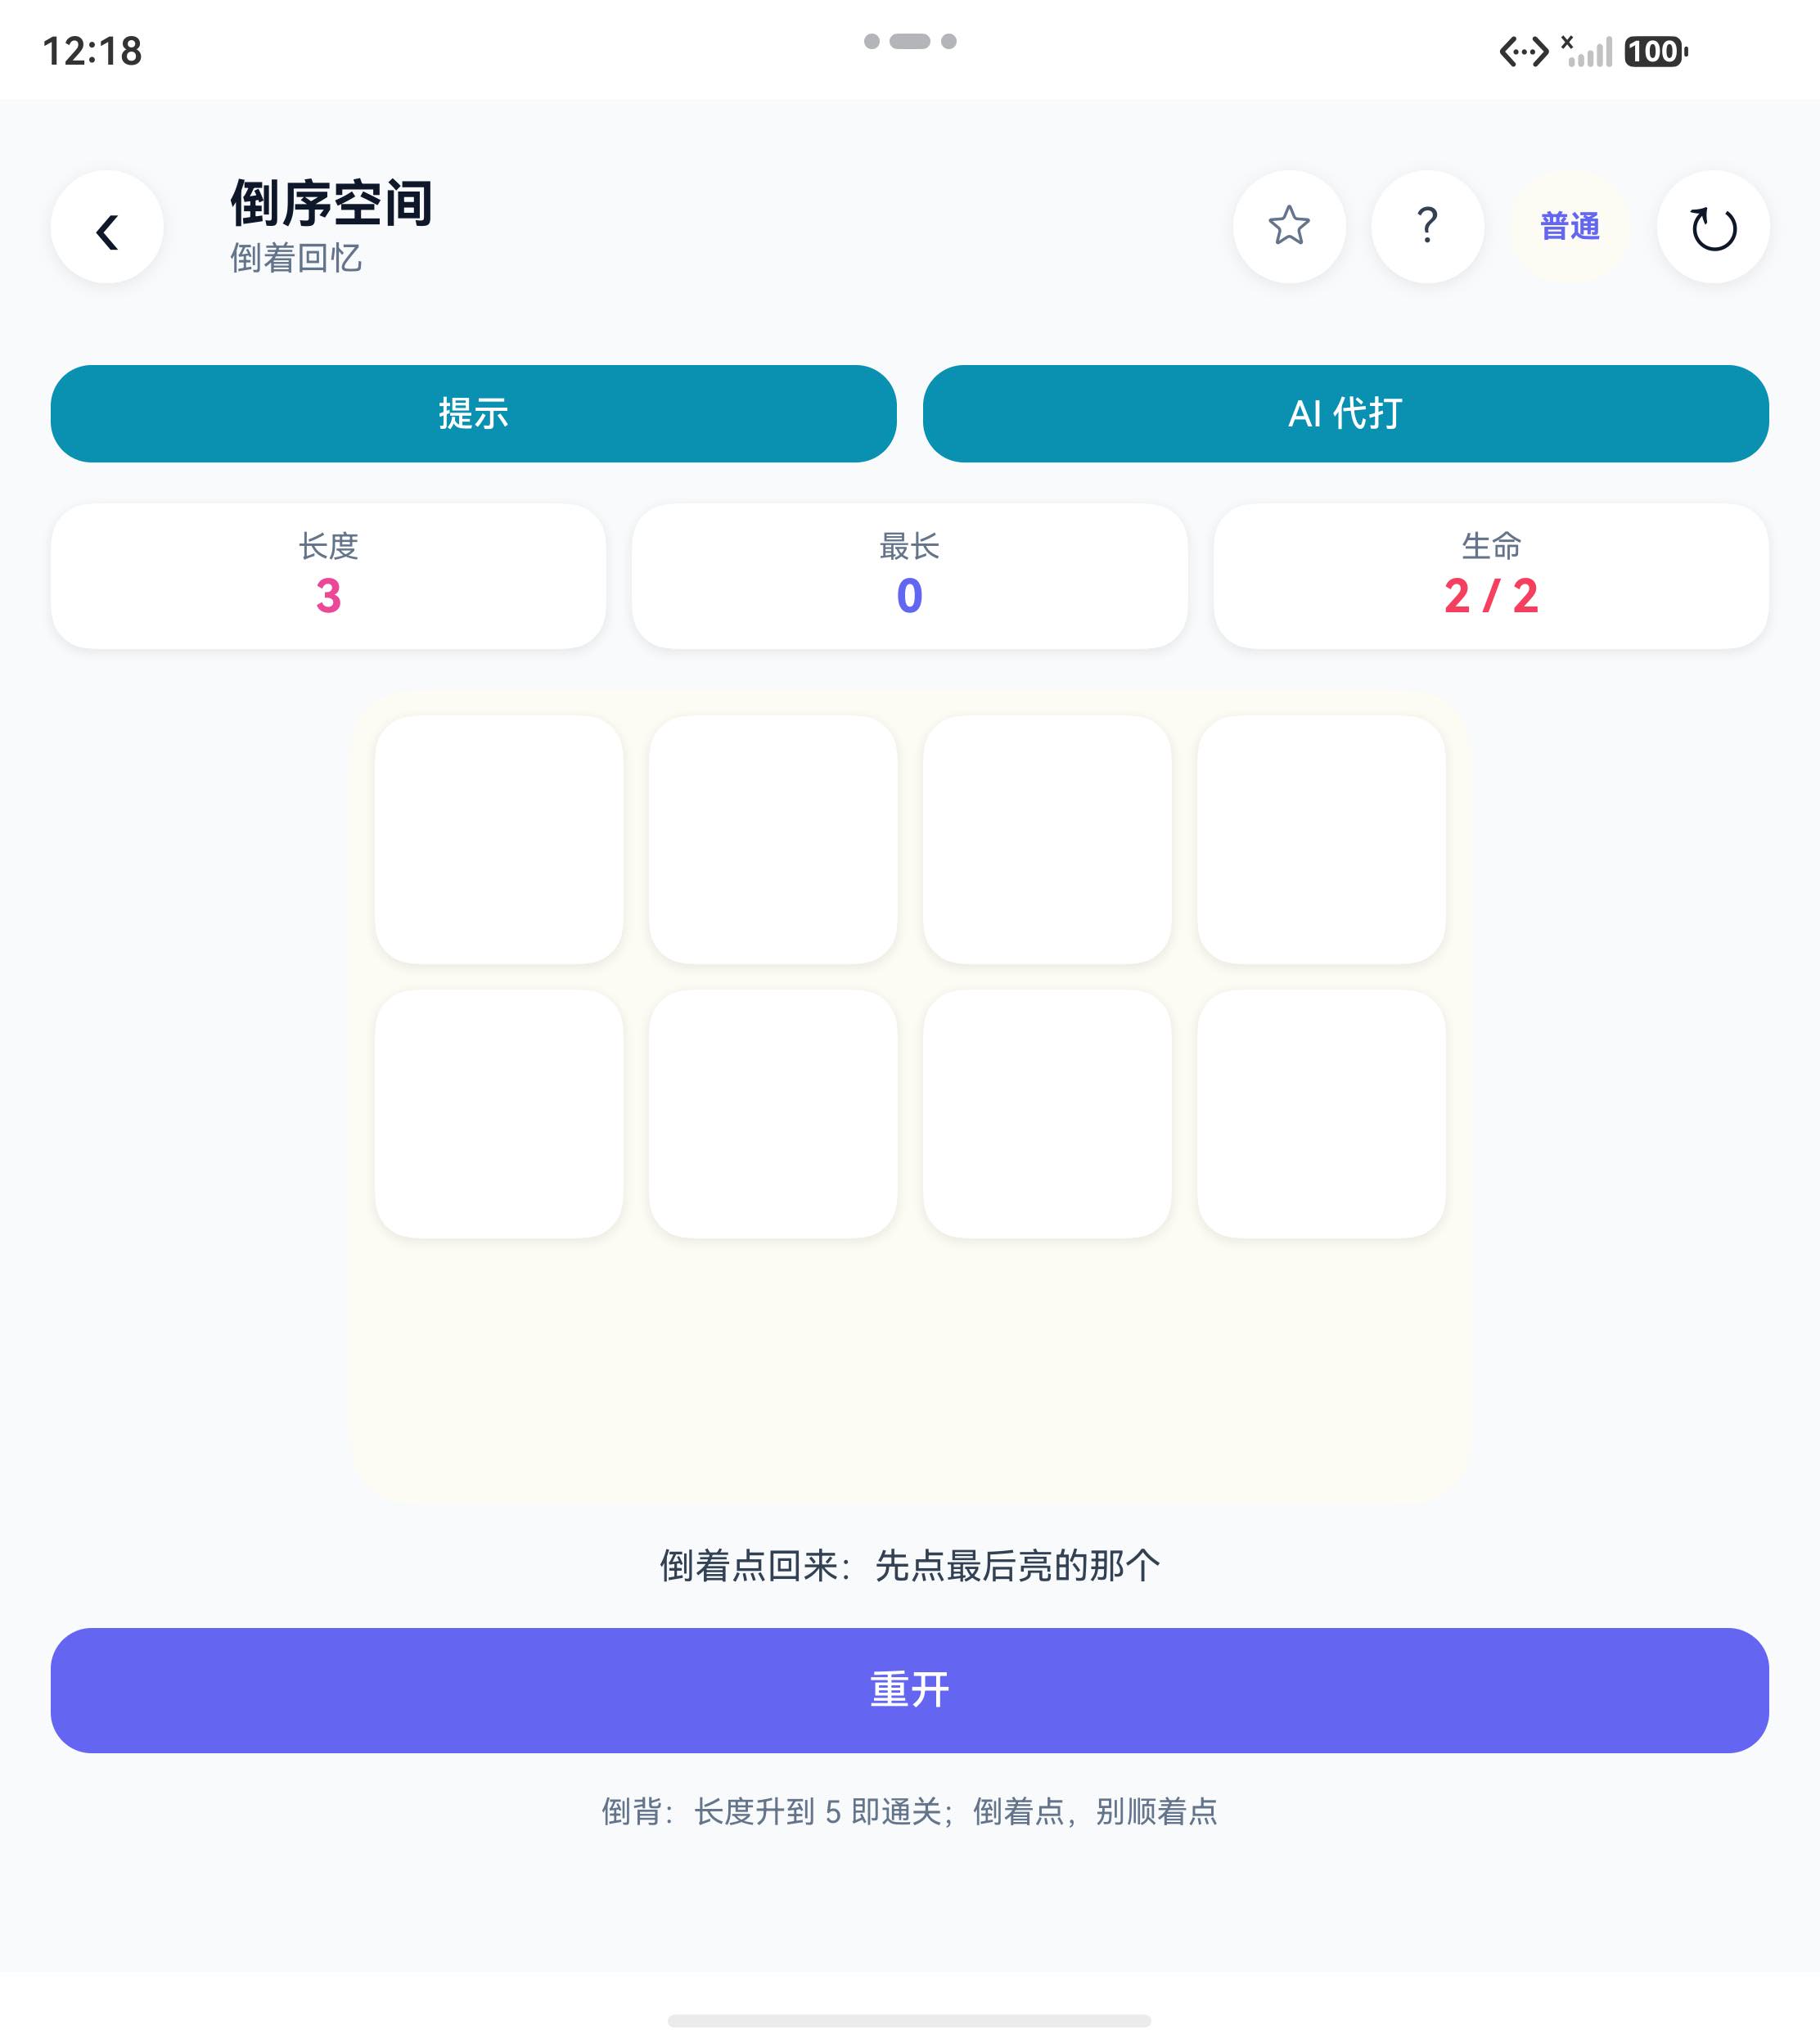 12:18
100
倒序空间
倒着回忆
?
普通
提示
AI 代打
长度
最长
生命
3
0
2 / 2
倒着点回来：先点最后亮的那个
重开
倒背：长度升到 5 即通关；倒着点，别顺着点